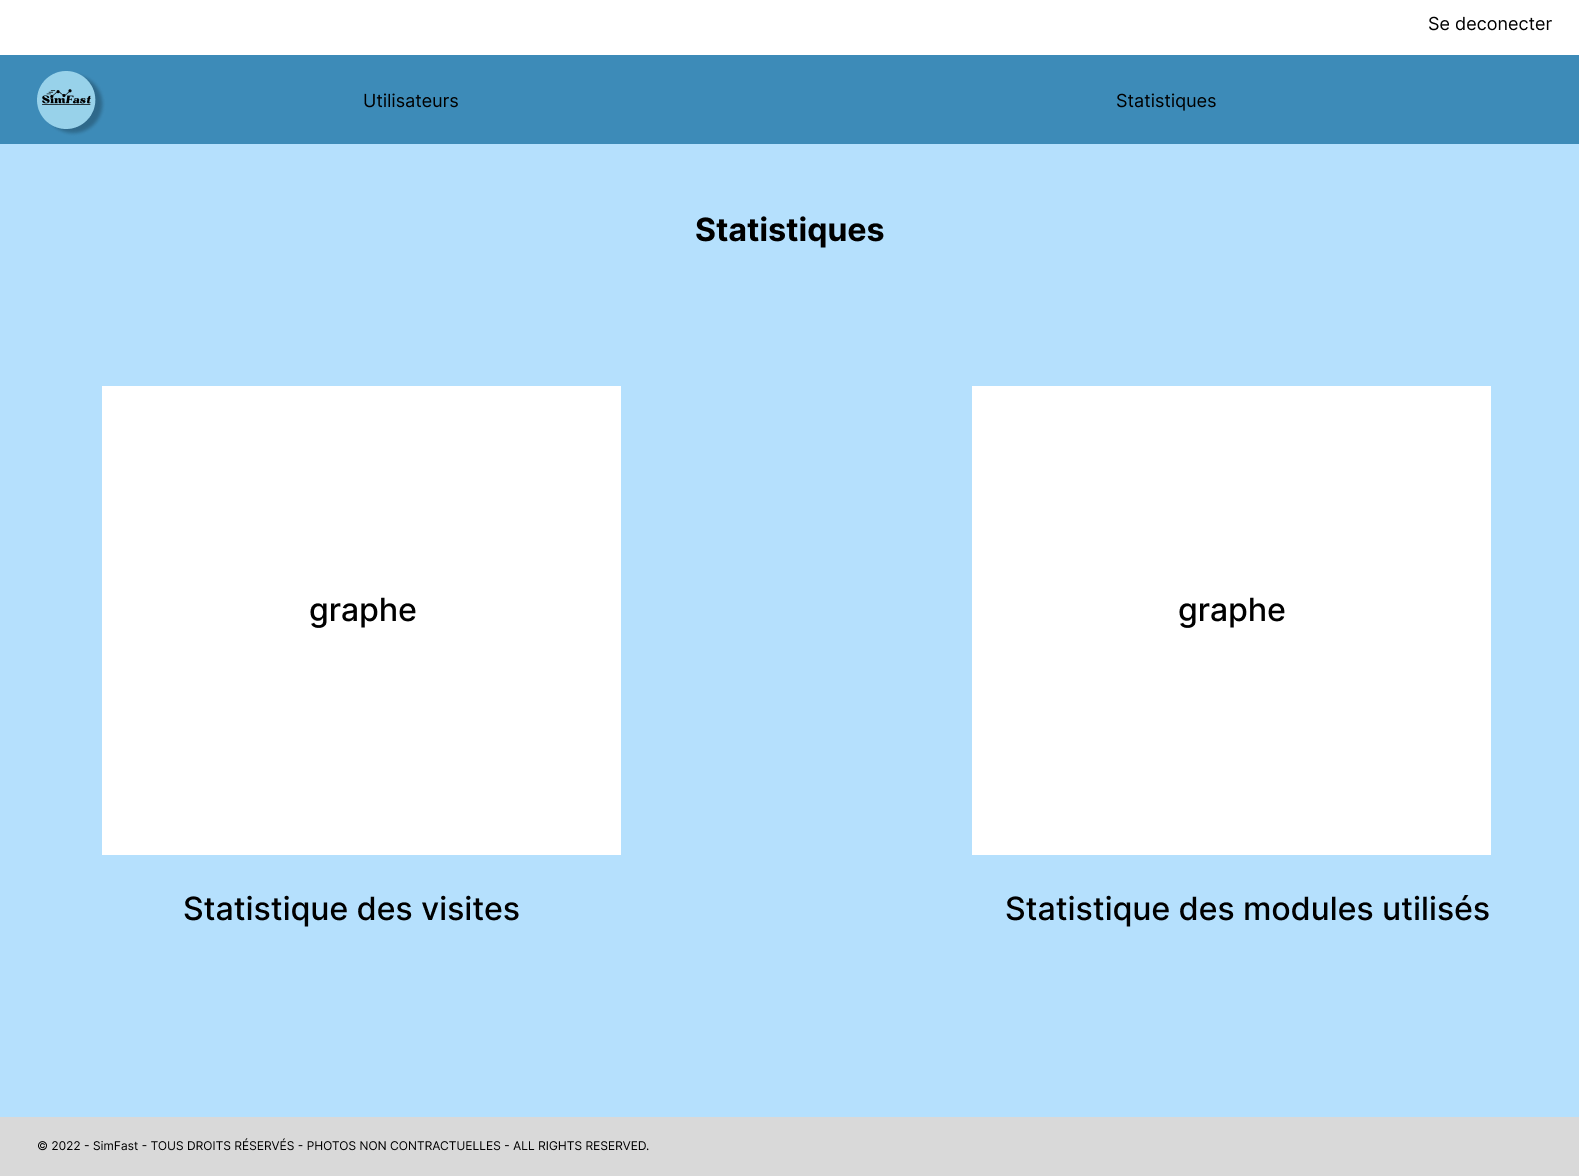 Se deconecter
SimFast
Utilisateurs
Statistiques
Statistiques
graphe
graphe
Statistique des visites
Statistique des modules utilisés
© 2022 - SimFast - TOUS DROITS RÉSERVÉS - PHOTOS NON CONTRACTUELLES - ALL RIGHTS RESERVED.